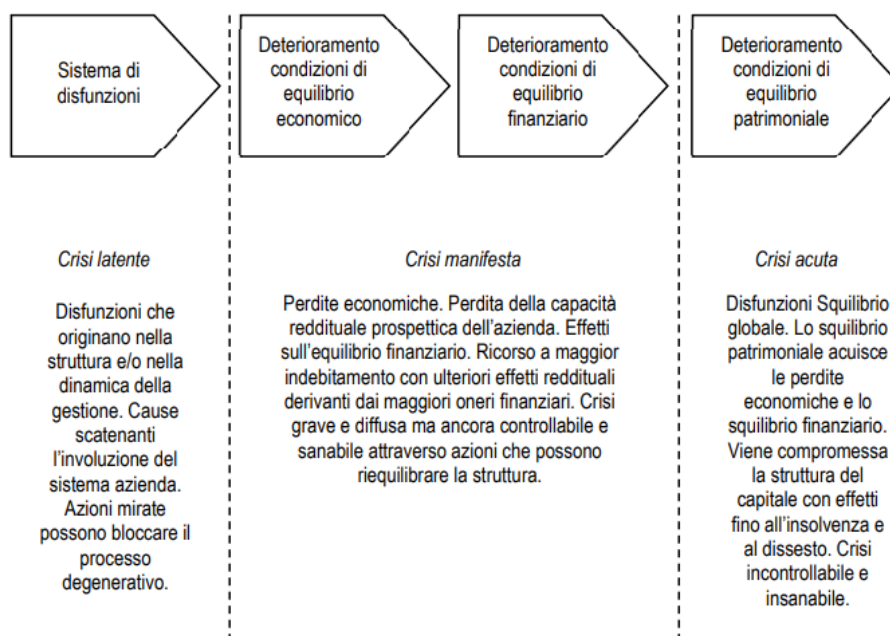 Sistema di
disfunzioni
Deterioramento
condizioni di
equilibrio
economico
Deterioramento
condizioni di
equilibrio
finanziario
Deterioramento
condizioni di
equilibrio
patrimoniale
Crisi latente
Disfunzioni che
originano nella
struttura e/o nella
dinamica della
gestione. Cause
scatenanti
l'involuzione del
sistema azienda.
Azioni mirate
possono bloccare il
processo
degenerativo.
Crisi manifesta
Perdite economiche. Perdita della capacità
reddituale prospettica dell'azienda. Effetti
sull'equilibrio finanziario. Ricorso a maggior
indebitamento con ulteriori effetti reddituali
derivanti dai maggiori oneri finanziari. Crisi
grave e diffusa ma ancora controllabile e
sanabile attraverso azioni che possono
riequilibrare la struttura.
Crisi acuta
Disfunzioni Squilibrio
globale. Lo squilibrio
patrimoniale acuisce
le perdite
economiche e lo
squilibrio finanziario.
Viene compromessa
la struttura del
capitale con effetti
fino all'insolvenza e
al dissesto. Crisi
incontrollabile e
insanabile.